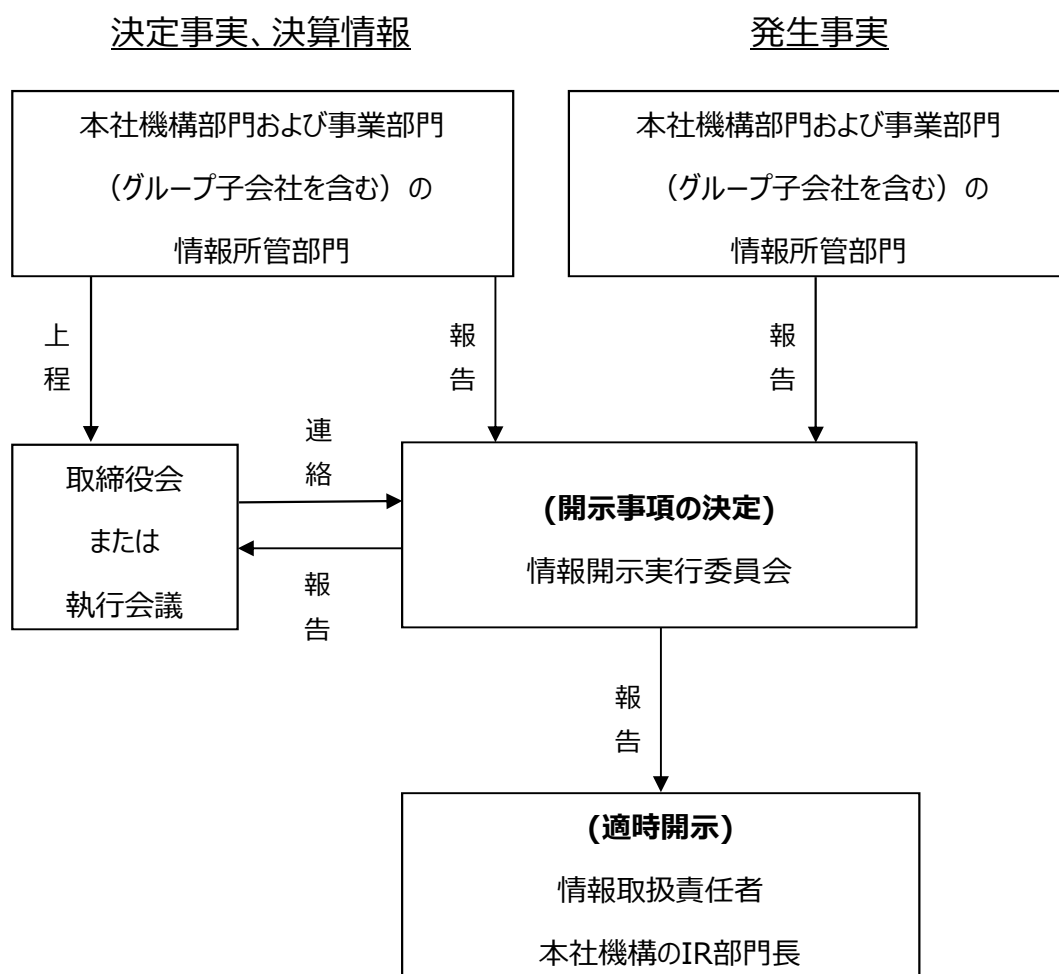 決定事実、決算情報
発生事実
本社機構部門および事業部門
（グループ子会社を含む）の
情報所管部門
本社機構部門および事業部門
（グループ子会社を含む）の
情報所管部門
上程
報告
報告
取締役会
または
執行会議
連絡
報告
(開示事項の決定)
情報開示実行委員会
報告
(適時開示)
情報取扱責任者
本社機構のIR部門長